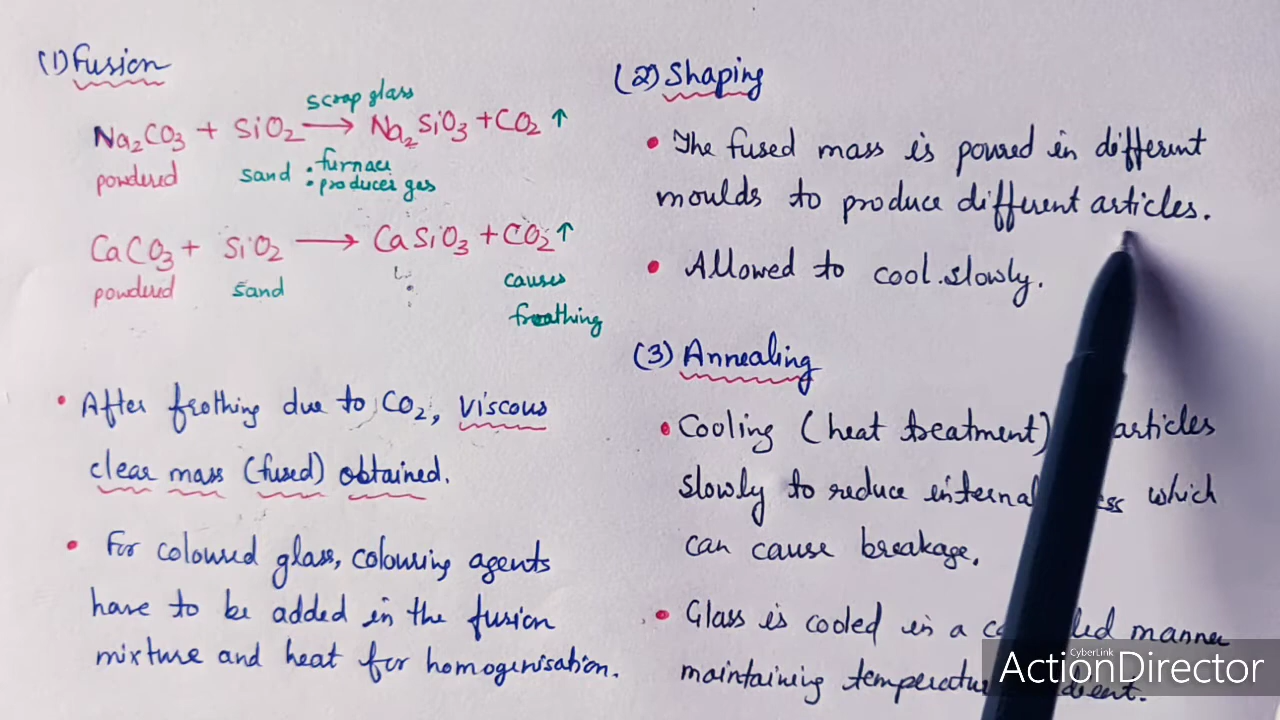 (1) Fusion
scrap glass
Na2CO3 + SiO2 → Na2SiO3 + CO2 ↑
powdered sand • furnace
• producer gas
CaCO3 + SiO2 → CaSiO3 + CO2 ↑
powdered sand causes
frothing
• After frothing due to CO2, viscous
clear mass (fused) obtained.
• For coloured glass, colouring agents
have to be added in the fusion
mixture and heat for homogenisation.
(2) Shaping
• The fused mass is poured in different
moulds to produce different articles.
• Allowed to cool slowly.
(3) Annealing
• Cooling (heat treatment) articles
slowly to reduce internal which
can cause breakage.
• Glass is cooled in a manner
maintaining
CyberLink
ActionDirector